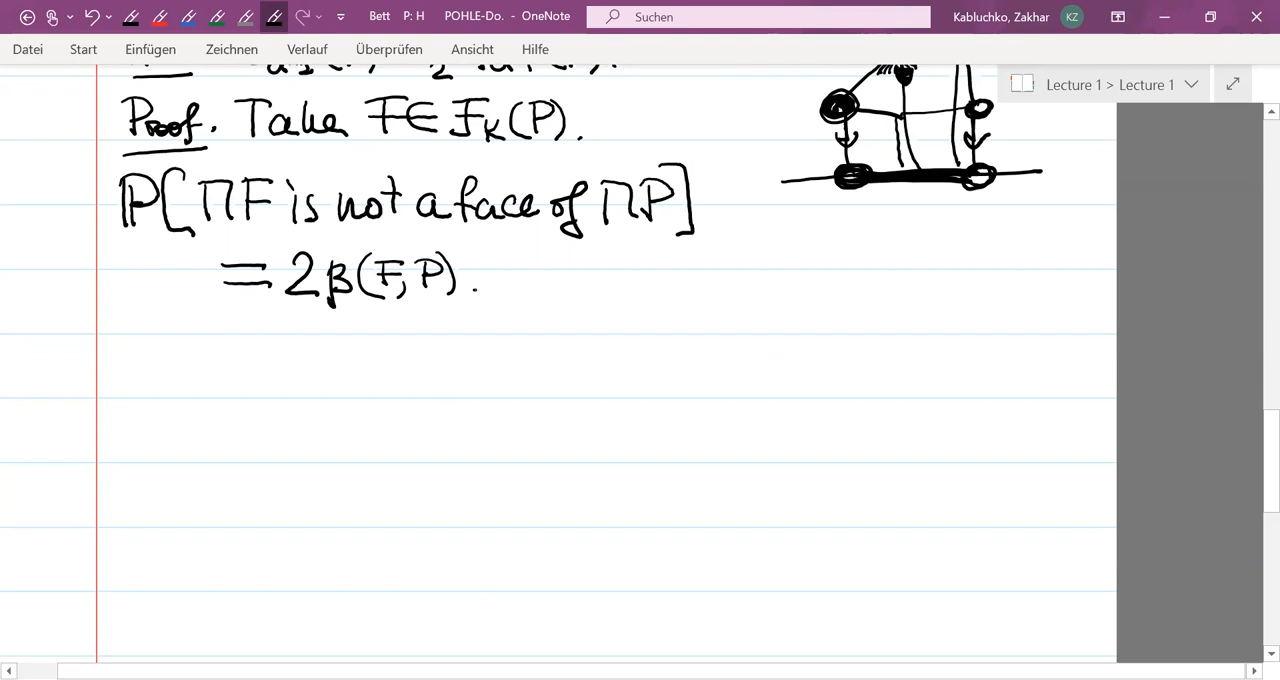 Bett P: H POHLE-Do. - OneNote Suchen Kabluchko, Zakhar KZ
Datei Start Einfügen Zeichnen Verlauf Überprüfen Ansicht Hilfe
Lecture 1 > Lecture 1
Proof. Take F∈ℱₖ(P).
ℙ[ΠF is not a face of ΠP]
= 2β(F,P).